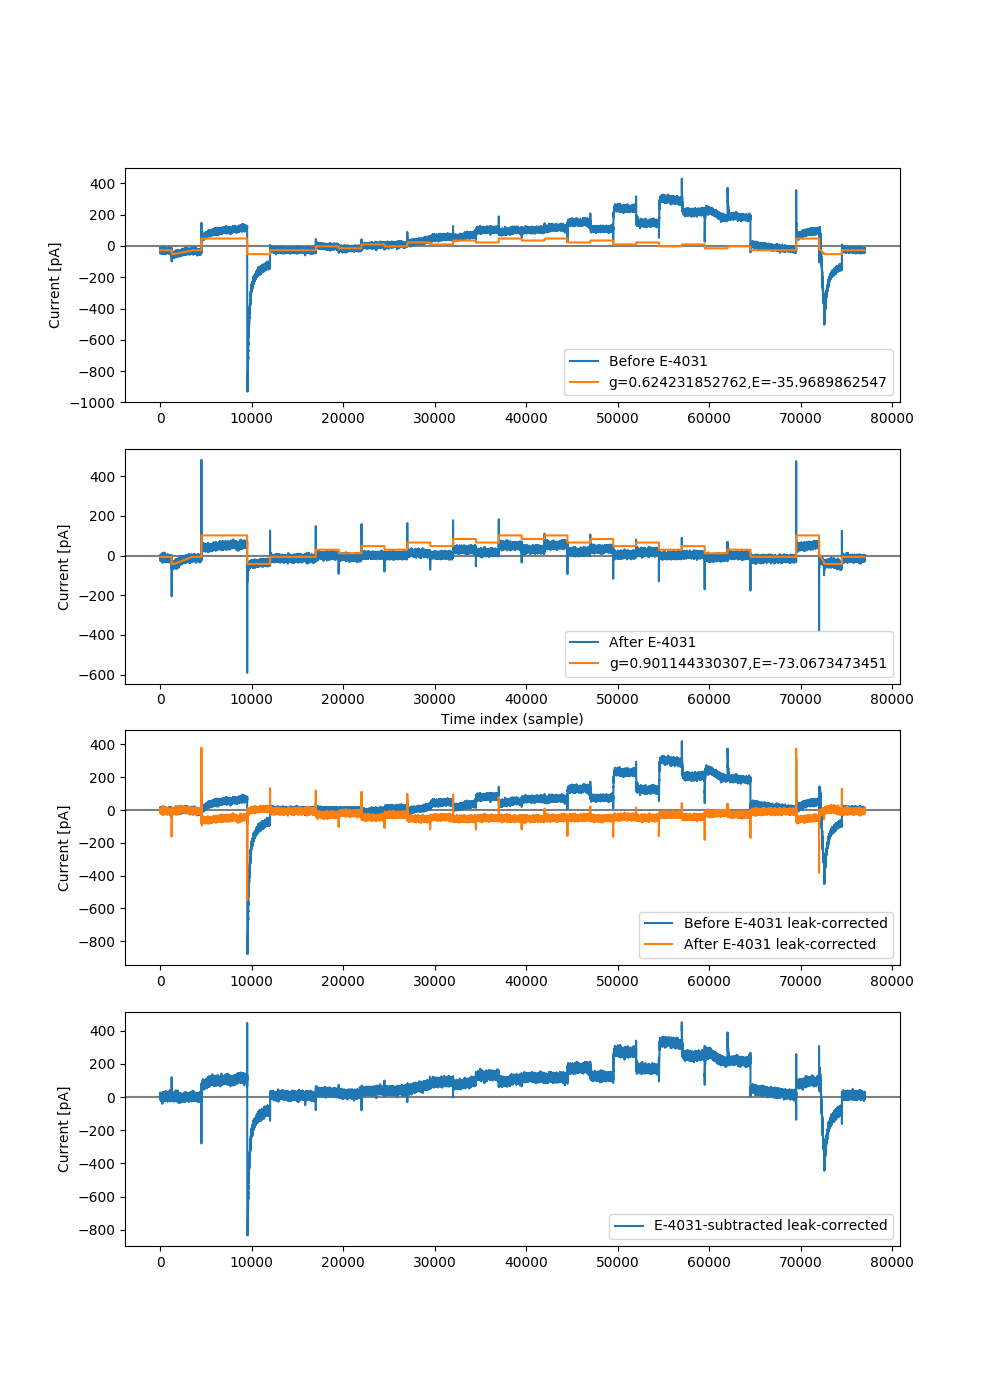 400
200
0
−200
−400
−600
−800
−1000
Current [pA]
Before E-4031
g=0.624231852762,E=-35.9689862547
0 10000 20000 30000 40000 50000 60000 70000 80000
400
200
0
−200
−400
−600
Current [pA]
After E-4031
g=0.901144330307,E=-73.0673473451
0 10000 20000 30000 40000 50000 60000 70000 80000
Time index (sample)
400
200
0
−200
−400
−600
−800
Current [pA]
Before E-4031 leak-corrected
After E-4031 leak-corrected
0 10000 20000 30000 40000 50000 60000 70000 80000
400
200
0
−200
−400
−600
−800
Current [pA]
E-4031-subtracted leak-corrected
0 10000 20000 30000 40000 50000 60000 70000 80000